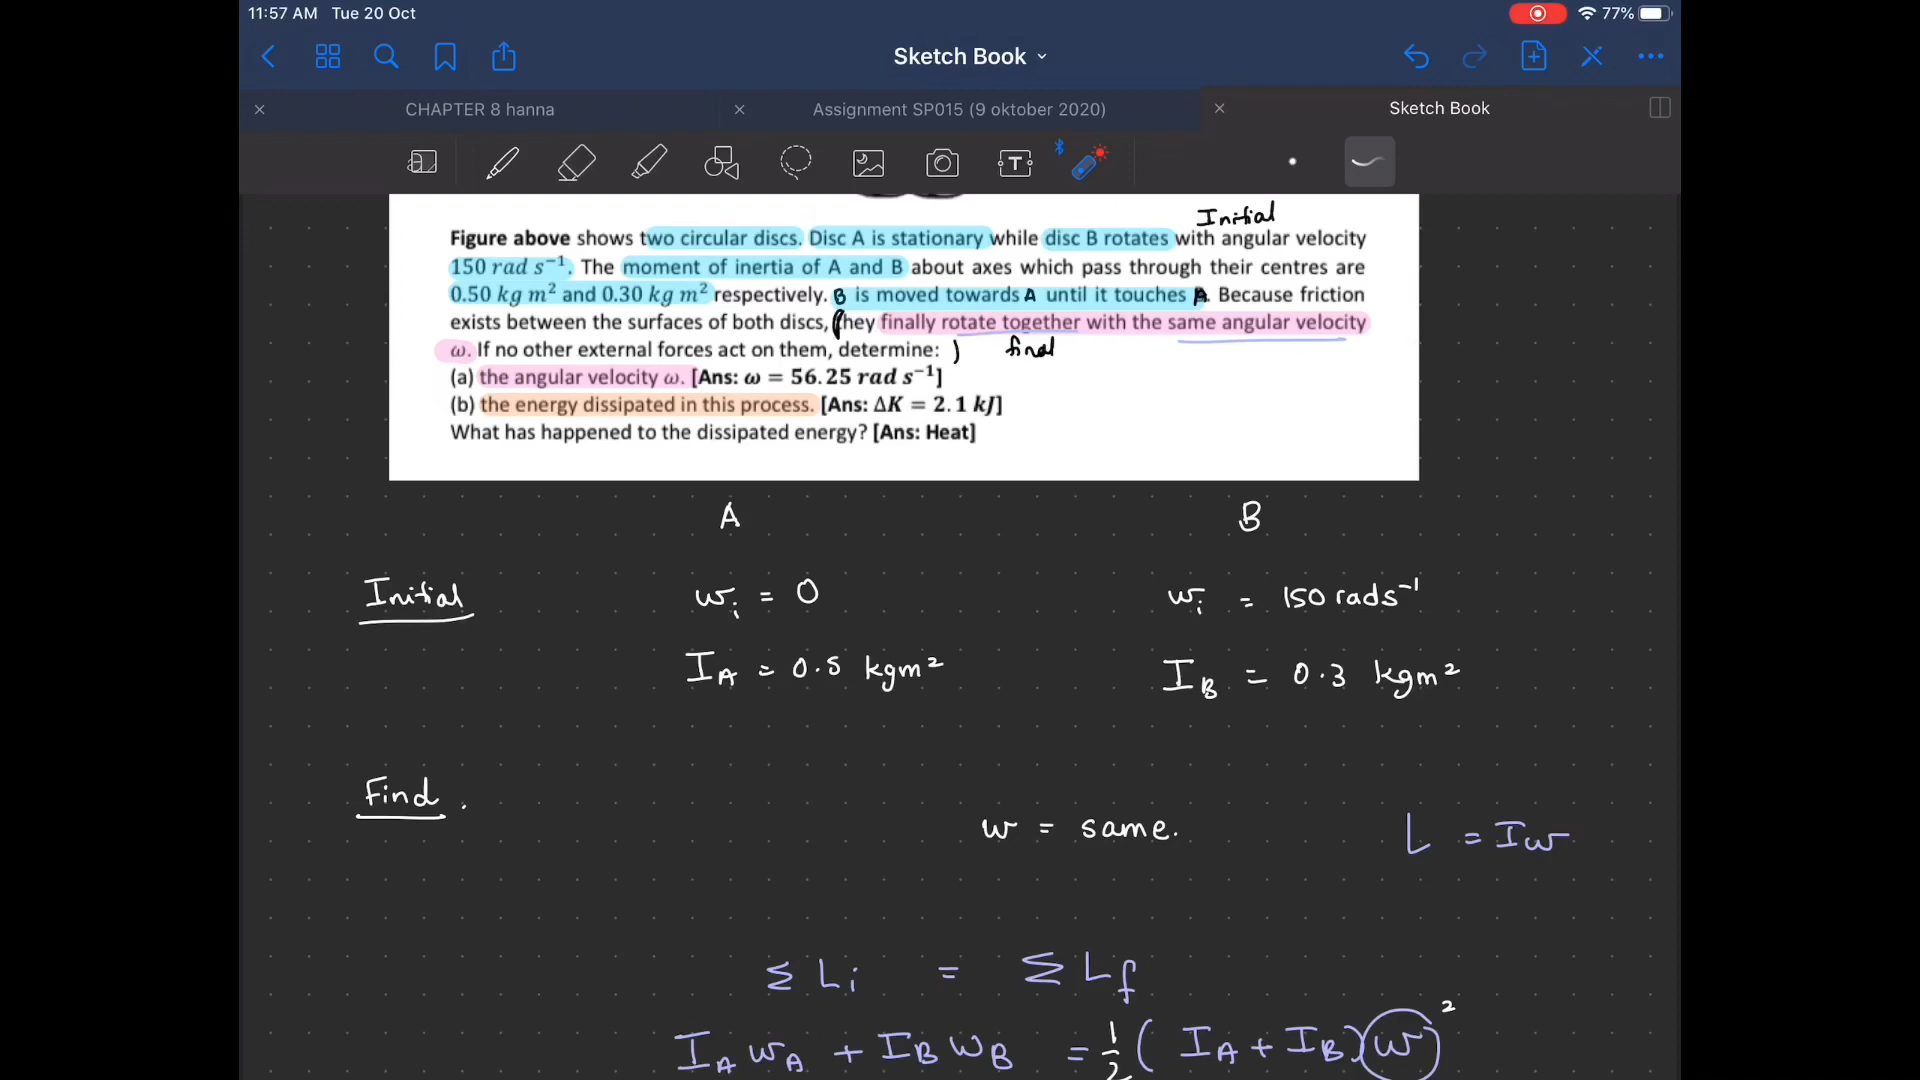 11:57 AM Tue 20 Oct
77%
Sketch Book
CHAPTER 8 hanna
Assignment SP015 (9 oktober 2020)
Sketch Book
T
Initial
Figure above shows two circular discs. Disc A is stationary while disc B rotates with angular velocity
150 rad s⁻¹. The moment of inertia of A and B about axes which pass through their centres are
0.50 kg m² and 0.30 kg m² respectively. B is moved towards A until it touches A. Because friction
exists between the surfaces of both discs, (they finally rotate together with the same angular velocity
ω. If no other external forces act on them, determine: ) final
(a) the angular velocity ω. [Ans: ω = 56.25 rad s⁻¹]
(b) the energy dissipated in this process. [Ans: ΔK = 2.1 kJ]
What has happened to the dissipated energy? [Ans: Heat]
A B
Initial ωᵢ = 0 ωᵢ = 150 rads⁻¹
I_A = 0.5 kgm² I_B = 0.3 kgm²
Find.
ω = same. L = Iω
Σ Lᵢ = Σ L_f
I_A ω_A + I_B ω_B = 1/2 (I_A + I_B)(ω)²